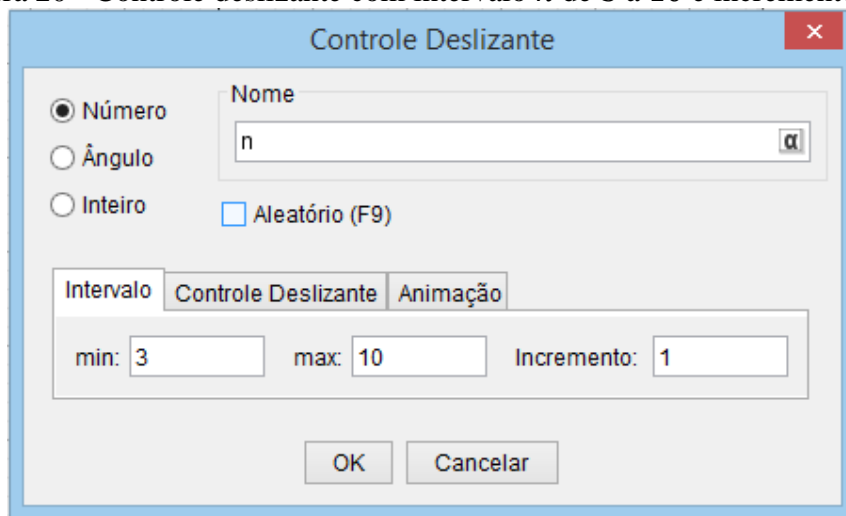 Controle Deslizante
Número
Ângulo
Inteiro
Nome
n
α
Aleatório (F9)
Intervalo Controle Deslizante Animação
min: 3 max: 10 Incremento: 1
OK Cancelar